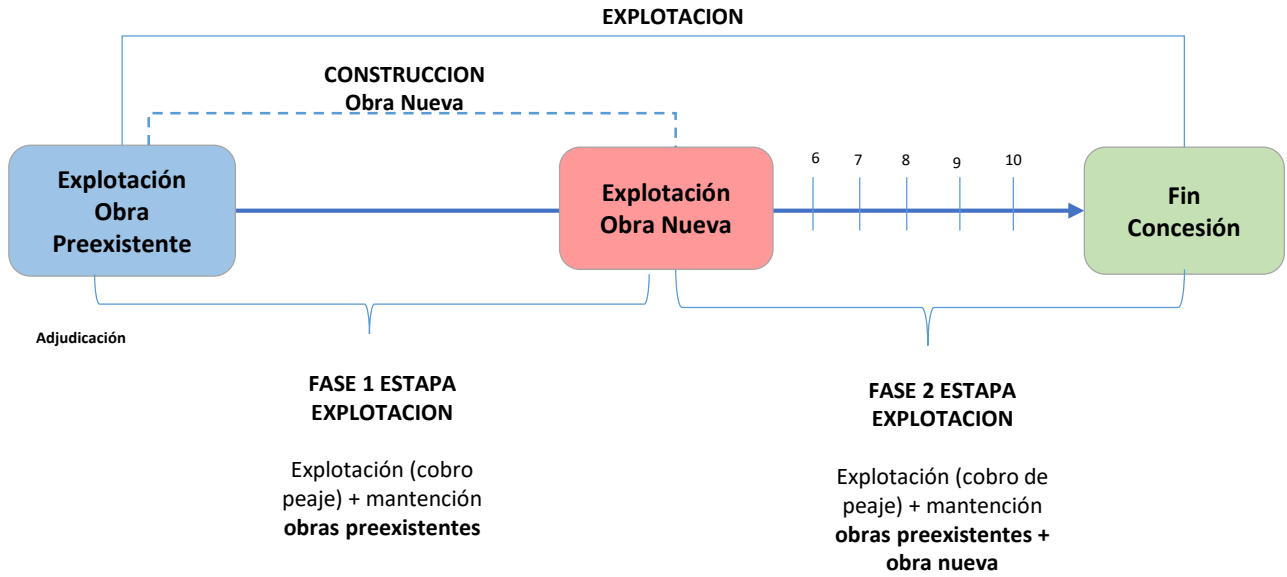 EXPLOTACION
CONSTRUCCION
Obra Nueva
Explotación
Obra
Preexistente
Explotación
Obra Nueva
6 7 8 9 10
Fin
Concesión
Adjudicación
FASE 1 ESTAPA
EXPLOTACION
Explotación (cobro
peaje) + mantención
obras preexistentes
FASE 2 ESTAPA
EXPLOTACION
Explotación (cobro de
peaje) + mantención
obras preexistentes +
obra nueva